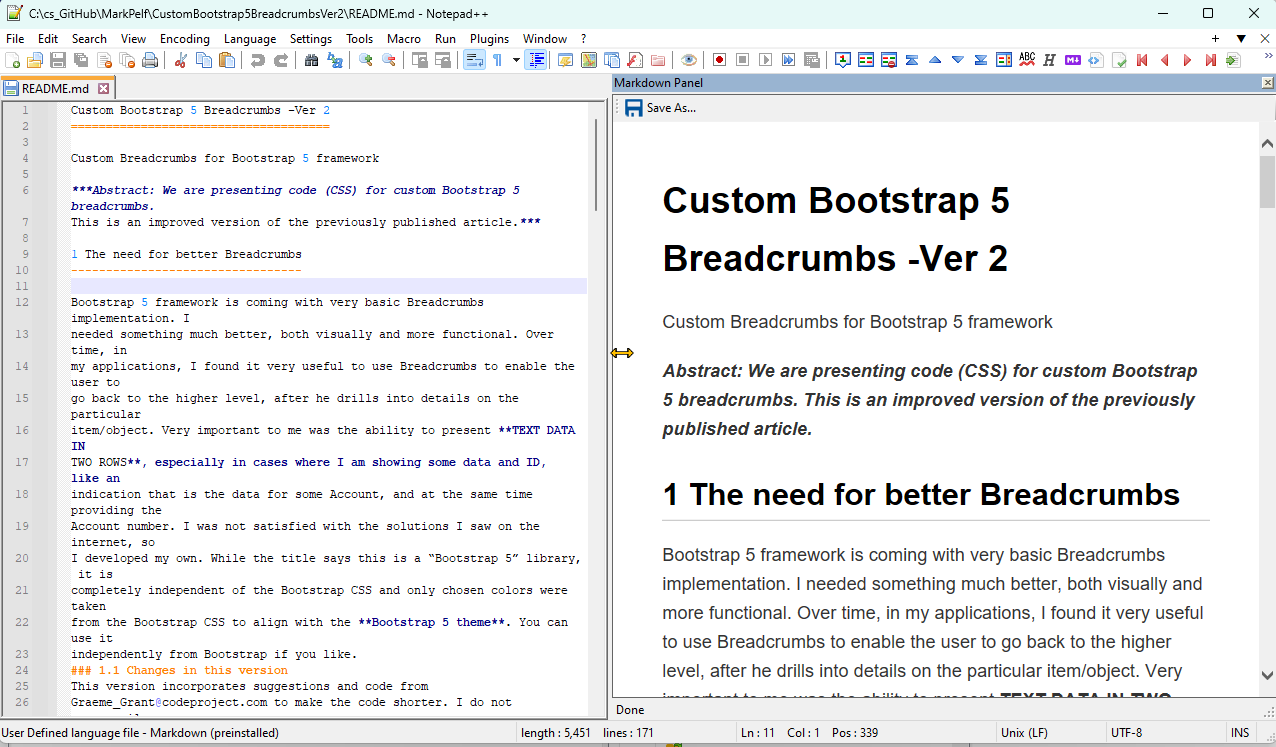 C:\cs_GitHub\MarkPelf\CustomBootstrap5BreadcrumbsVer2\README.md - Notepad++
File Edit Search View Encoding Language Settings Tools Macro Run Plugins Window ?
README.md
Markdown Panel
Save As...
1 Custom Bootstrap 5 Breadcrumbs -Ver 2
2 =====================================
3
4 Custom Breadcrumbs for Bootstrap 5 framework
5
6 ***Abstract: We are presenting code (CSS) for custom Bootstrap 5
breadcrumbs.
7 This is an improved version of the previously published article.***
8
9 1 The need for better Breadcrumbs
10 ---------------------------------
11
12 Bootstrap 5 framework is coming with very basic Breadcrumbs
implementation. I
13 needed something much better, both visually and more functional. Over
time, in
14 my applications, I found it very useful to use Breadcrumbs to enable the
user to
15 go back to the higher level, after he drills into details on the
particular
16 item/object. Very important to me was the ability to present **TEXT DATA
IN
17 TWO ROWS**, especially in cases where I am showing some data and ID,
like an
18 indication that is the data for some Account, and at the same time
providing the
19 Account number. I was not satisfied with the solutions I saw on the
internet, so
20 I developed my own. While the title says this is a “Bootstrap 5” library,
it is
21 completely independent of the Bootstrap CSS and only chosen colors were
taken
22 from the Bootstrap CSS to align with the **Bootstrap 5 theme**. You can
use it
23 independently from Bootstrap if you like.
24 ### 1.1 Changes in this version
25 This version incorporates suggestions and code from
26 Graeme_Grant@codeproject.com to make the code shorter. I do not
Custom Bootstrap 5
Breadcrumbs -Ver 2
Custom Breadcrumbs for Bootstrap 5 framework
Abstract: We are presenting code (CSS) for custom Bootstrap
5 breadcrumbs. This is an improved version of the previously
published article.
1 The need for better Breadcrumbs
Bootstrap 5 framework is coming with very basic Breadcrumbs
implementation. I needed something much better, both visually and
more functional. Over time, in my applications, I found it very useful
to use Breadcrumbs to enable the user to go back to the higher
level, after he drills into details on the particular item/object. Very
important to me was the ability to present TEXT DATA IN TWO
Done
User Defined language file - Markdown (preinstalled) length : 5,451 lines : 171 Ln : 11 Col : 1 Pos : 339 Unix (LF) UTF-8 INS